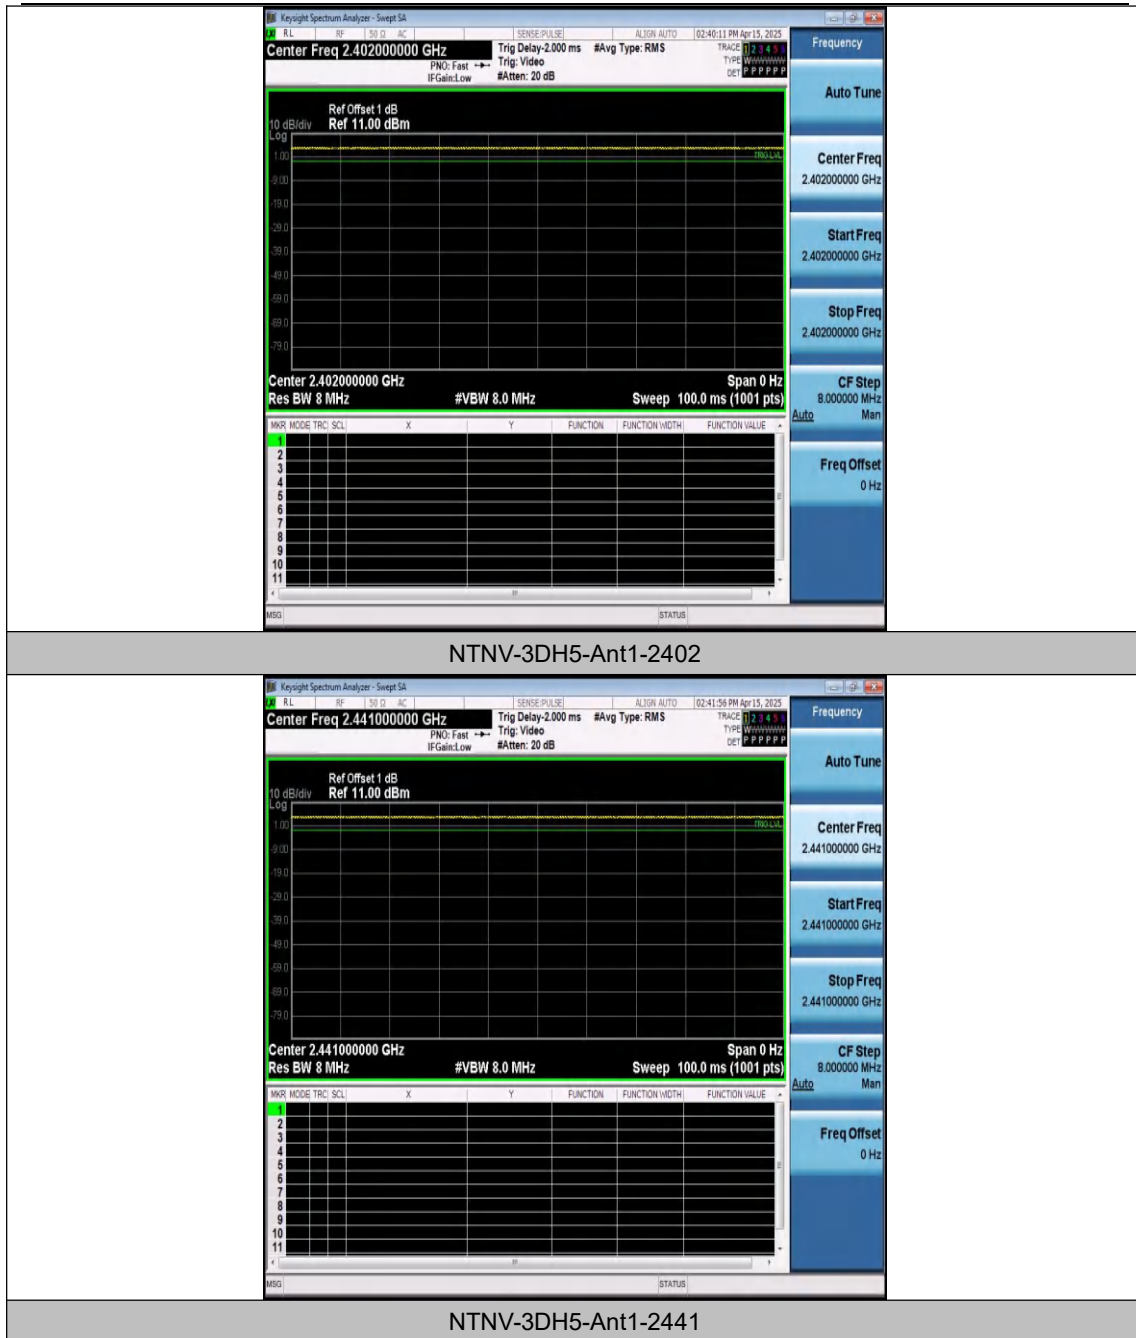 Keysight Spectrum Analyzer - Swept SA
RL RF 50 Ω AC SENSE:PULSE ALIGN AUTO 02:40:11 PM Apr 15, 2025
Center Freq 2.402000000 GHz
PNO: Fast
IFGain:Low
Trig Delay-2.000 ms #Avg Type: RMS
Trig: Video
#Atten: 20 dB
TRACE 1 2 3 4 5 6
TYPE WWWWWW
DET P P P P P P
Frequency
Auto Tune
Center Freq
2.402000000 GHz
Start Freq
2.402000000 GHz
Stop Freq
2.402000000 GHz
CF Step
8.000000 MHz
Auto Man
Freq Offset
0 Hz
Ref Offset 1 dB
10 dB/div Ref 11.00 dBm
Log
1.00
TRIG LVL
-9.00
-19.0
-29.0
-39.0
-49.0
-59.0
-69.0
-79.0
Center 2.402000000 GHz Span 0 Hz
Res BW 8 MHz #VBW 8.0 MHz Sweep 100.0 ms (1001 pts)
MKR MODE TRC SCL X Y FUNCTION FUNCTION WIDTH FUNCTION VALUE
1
2
3
4
5
6
7
8
9
10
11
MSG STATUS
NTNV-3DH5-Ant1-2402
Keysight Spectrum Analyzer - Swept SA
RL RF 50 Ω AC SENSE:PULSE ALIGN AUTO 02:41:56 PM Apr 15, 2025
Center Freq 2.441000000 GHz
PNO: Fast
IFGain:Low
Trig Delay-2.000 ms #Avg Type: RMS
Trig: Video
#Atten: 20 dB
TRACE 1 2 3 4 5 6
TYPE WWWWWW
DET P P P P P P
Frequency
Auto Tune
Center Freq
2.441000000 GHz
Start Freq
2.441000000 GHz
Stop Freq
2.441000000 GHz
CF Step
8.000000 MHz
Auto Man
Freq Offset
0 Hz
Ref Offset 1 dB
10 dB/div Ref 11.00 dBm
Log
1.00
TRIG LVL
-9.00
-19.0
-29.0
-39.0
-49.0
-59.0
-69.0
-79.0
Center 2.441000000 GHz Span 0 Hz
Res BW 8 MHz #VBW 8.0 MHz Sweep 100.0 ms (1001 pts)
MKR MODE TRC SCL X Y FUNCTION FUNCTION WIDTH FUNCTION VALUE
1
2
3
4
5
6
7
8
9
10
11
MSG STATUS
NTNV-3DH5-Ant1-2441